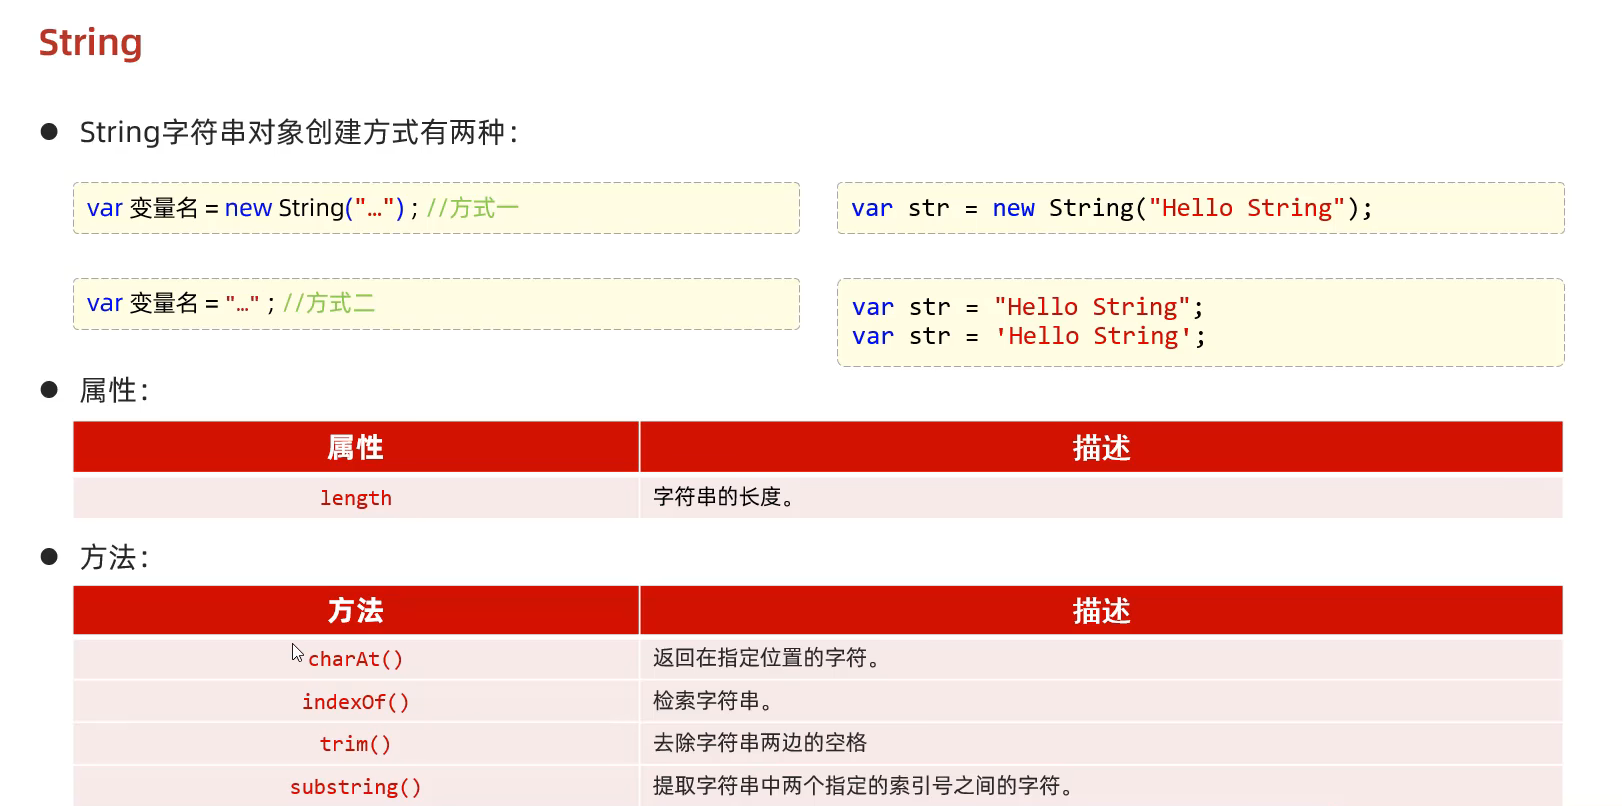 String
● String字符串对象创建方式有两种：
var 变量名 = new String("…") ; //方式一
var str = new String("Hello String");
var 变量名 = "…" ; //方式二
var str = "Hello String";
var str = 'Hello String';
● 属性：
属性 描述
length 字符串的长度。
● 方法：
方法 描述
charAt() 返回在指定位置的字符。
indexOf() 检索字符串。
trim() 去除字符串两边的空格
substring() 提取字符串中两个指定的索引号之间的字符。